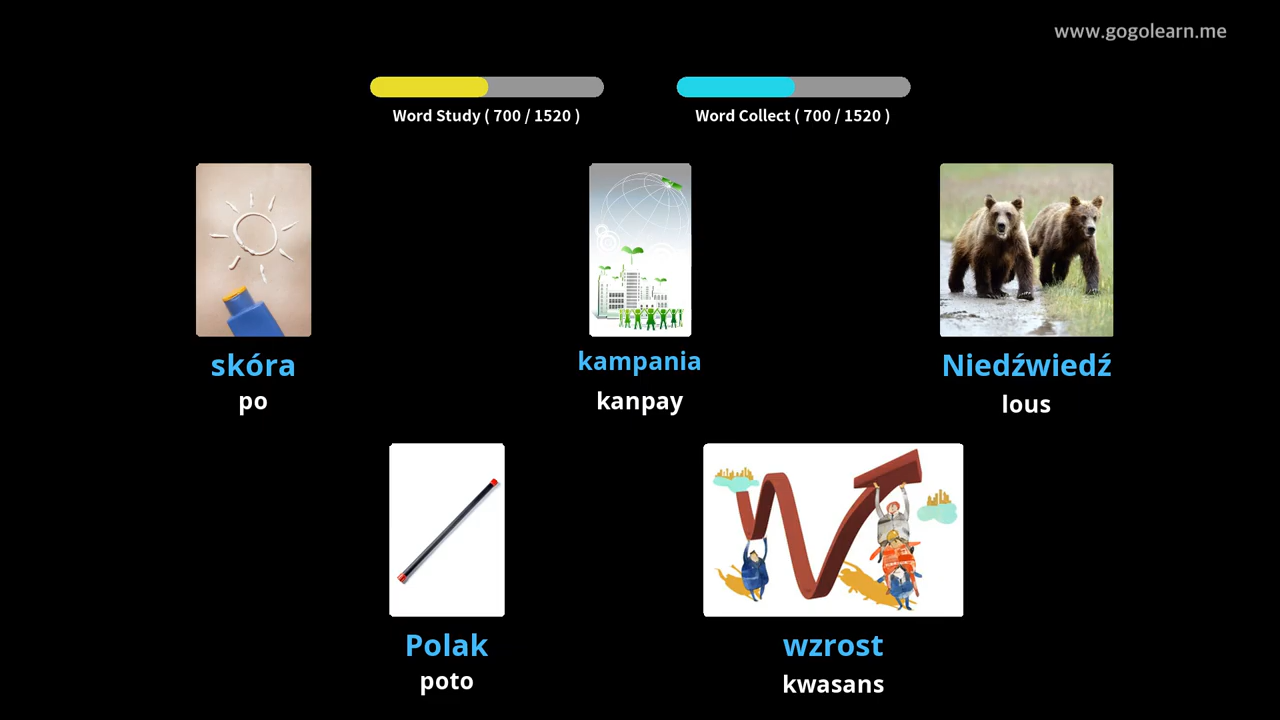 www.gogolearn.me
Word Study ( 700 / 1520 )
Word Collect ( 700 / 1520 )
skóra
po
kampania
kanpay
Niedźwiedź
lous
Polak
poto
wzrost
kwasans